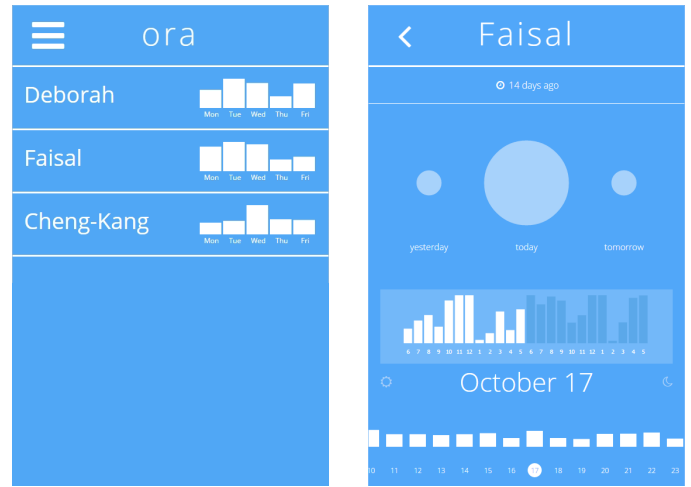 ora
Deborah
Mon Tue Wed Thu Fri
Faisal
Mon Tue Wed Thu Fri
Cheng-Kang
Mon Tue Wed Thu Fri
Faisal
14 days ago
yesterday today tomorrow
6 7 8 9 10 11 12 1 2 3 4 5 6 7 8 9 10 11 12 1 2 3 4 5
October 17
10 11 12 13 14 15 16 17 18 19 20 21 22 23